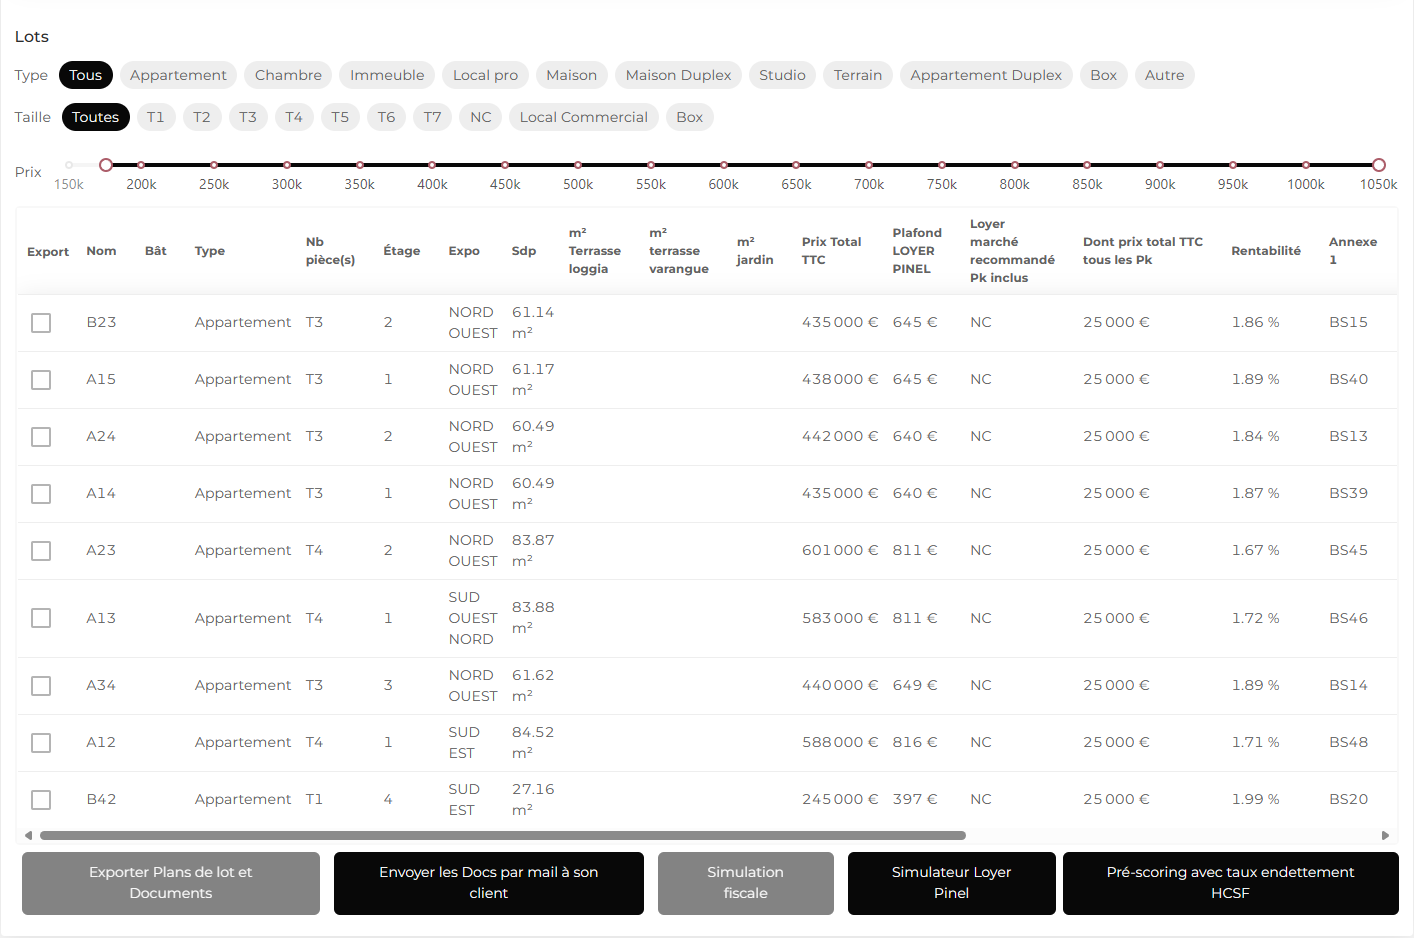 Lots
Type Tous Appartement Chambre Immeuble Local pro Maison Maison Duplex Studio Terrain Appartement Duplex Box Autre
Taille Toutes T1 T2 T3 T4 T5 T6 T7 NC Local Commercial Box
Prix
150k 200k 250k 300k 350k 400k 450k 500k 550k 600k 650k 700k 750k 800k 850k 900k 950k 1000k 1050k
Export Nom Bât Type Nb pièce(s) Étage Expo Sdp m² Terrasse loggia m² terrasse varangue m² jardin Prix Total TTC Plafond LOYER PINEL Loyer marché recommandé Pk inclus Dont prix total TTC tous les Pk Rentabilité Annexe 1
B23 Appartement T3 2 NORD OUEST 61.14 m² 435 000 € 645 € NC 25 000 € 1.86 % BS15
A15 Appartement T3 1 NORD OUEST 61.17 m² 438 000 € 645 € NC 25 000 € 1.89 % BS40
A24 Appartement T3 2 NORD OUEST 60.49 m² 442 000 € 640 € NC 25 000 € 1.84 % BS13
A14 Appartement T3 1 NORD OUEST 60.49 m² 435 000 € 640 € NC 25 000 € 1.87 % BS39
A23 Appartement T4 2 NORD OUEST 83.87 m² 601 000 € 811 € NC 25 000 € 1.67 % BS45
A13 Appartement T4 1 SUD OUEST NORD 83.88 m² 583 000 € 811 € NC 25 000 € 1.72 % BS46
A34 Appartement T3 3 NORD OUEST 61.62 m² 440 000 € 649 € NC 25 000 € 1.89 % BS14
A12 Appartement T4 1 SUD EST 84.52 m² 588 000 € 816 € NC 25 000 € 1.71 % BS48
B42 Appartement T1 4 SUD EST 27.16 m² 245 000 € 397 € NC 25 000 € 1.99 % BS20
Exporter Plans de lot et Documents
Envoyer les Docs par mail à son client
Simulation fiscale
Simulateur Loyer Pinel
Pré-scoring avec taux endettement HCSF